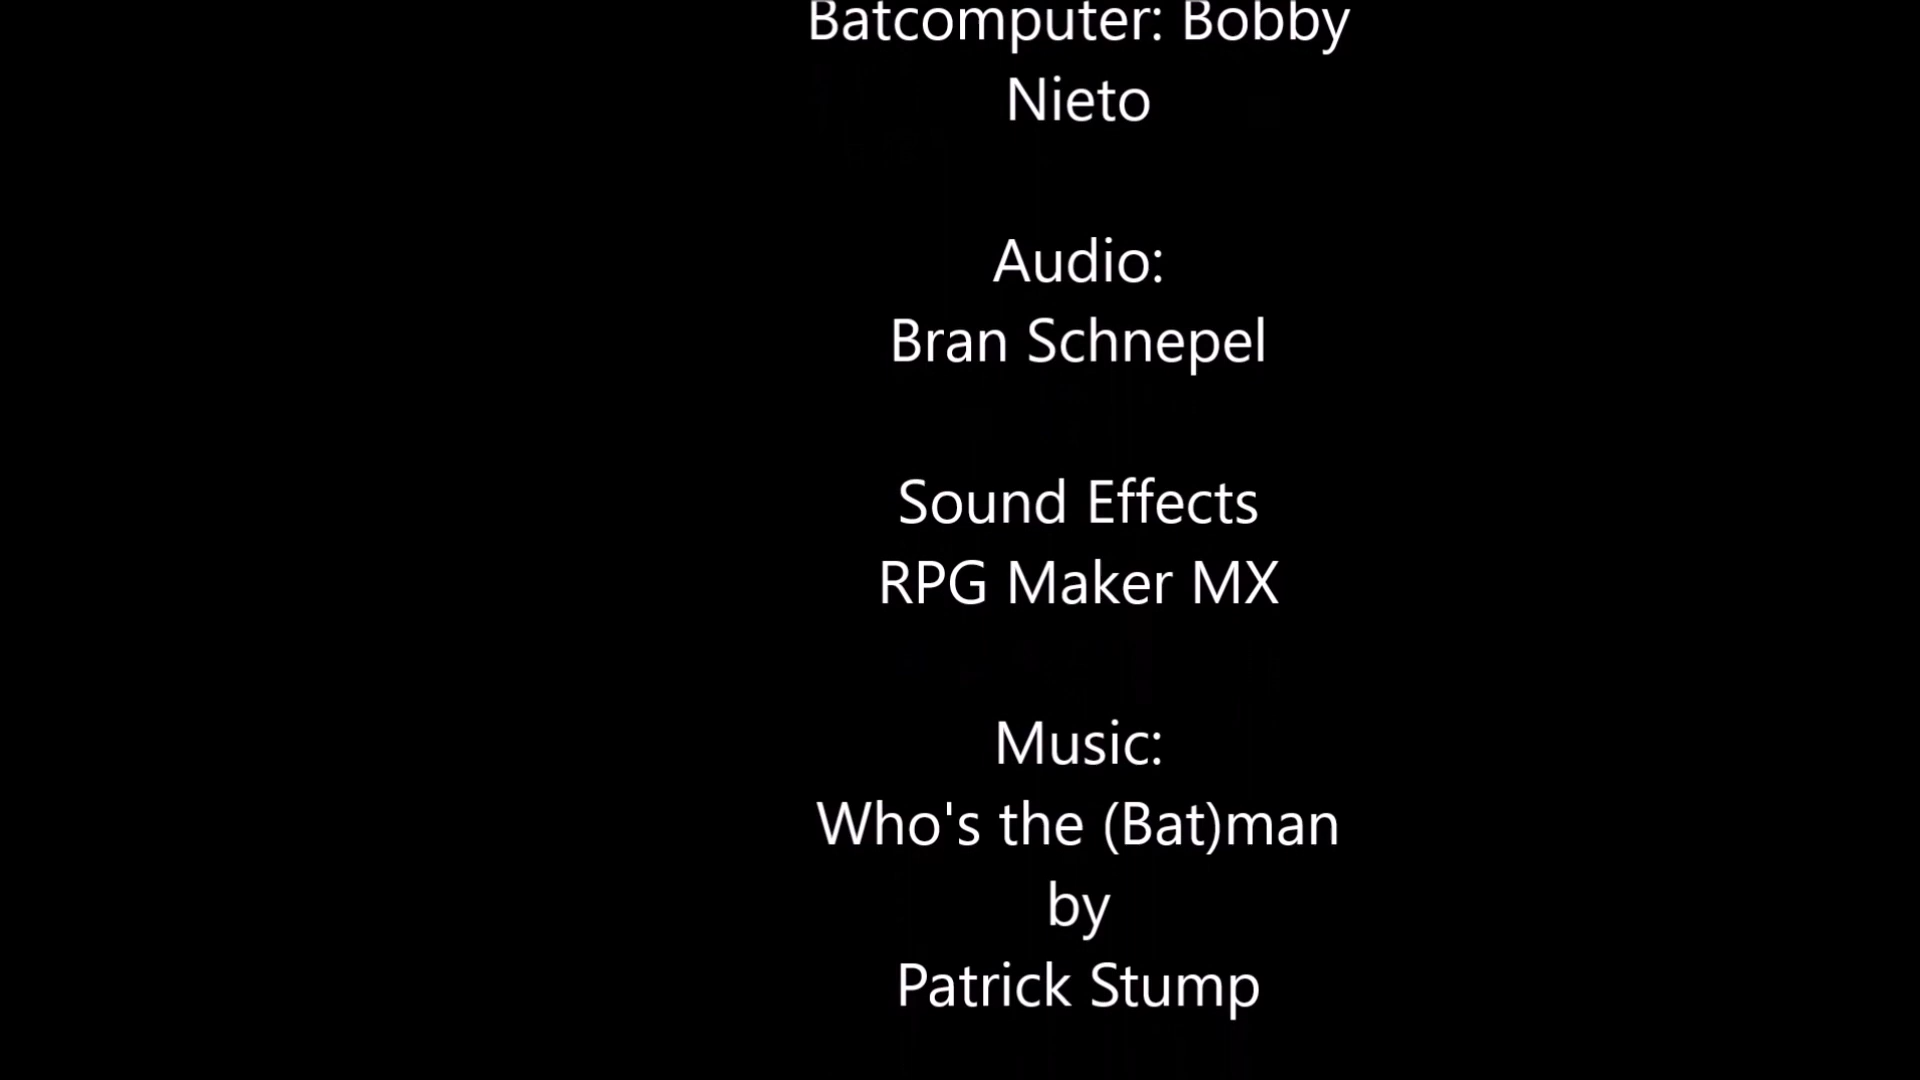 Batcomputer: Bobby
Nieto
Audio:
Bran Schnepel
Sound Effects
RPG Maker MX
Music:
Who's the (Bat)man
by
Patrick Stump